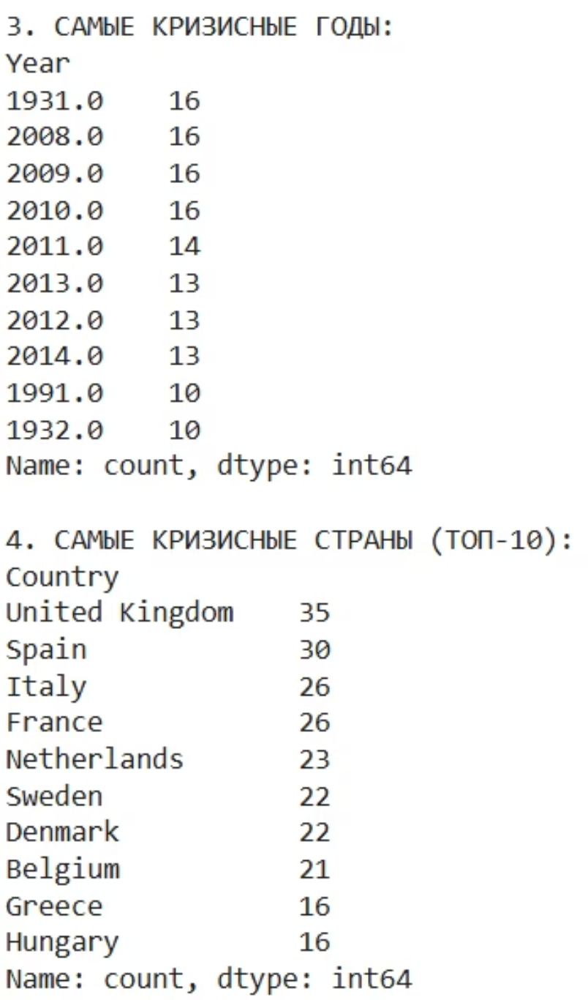 3. САМЫЕ КРИЗИСНЫЕ ГОДЫ:
Year
1931.0    16
2008.0    16
2009.0    16
2010.0    16
2011.0    14
2013.0    13
2012.0    13
2014.0    13
1991.0    10
1932.0    10
Name: count, dtype: int64

4. САМЫЕ КРИЗИСНЫЕ СТРАНЫ (ТОП-10):
Country
United Kingdom    35
Spain             30
Italy             26
France            26
Netherlands       23
Sweden            22
Denmark           22
Belgium           21
Greece            16
Hungary           16
Name: count, dtype: int64